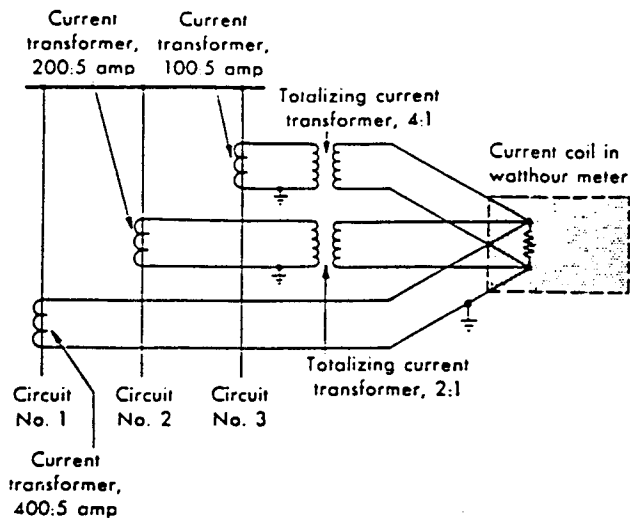 Current
transformer,
200:5 amp
Current
transformer,
100:5 amp
Totalizing current
transformer, 4:1
Current coil in
watthour meter
Totalizing current
transformer, 2:1
Circuit
No. 1
Circuit
No. 2
Circuit
No. 3
Current
transformer,
400:5 amp